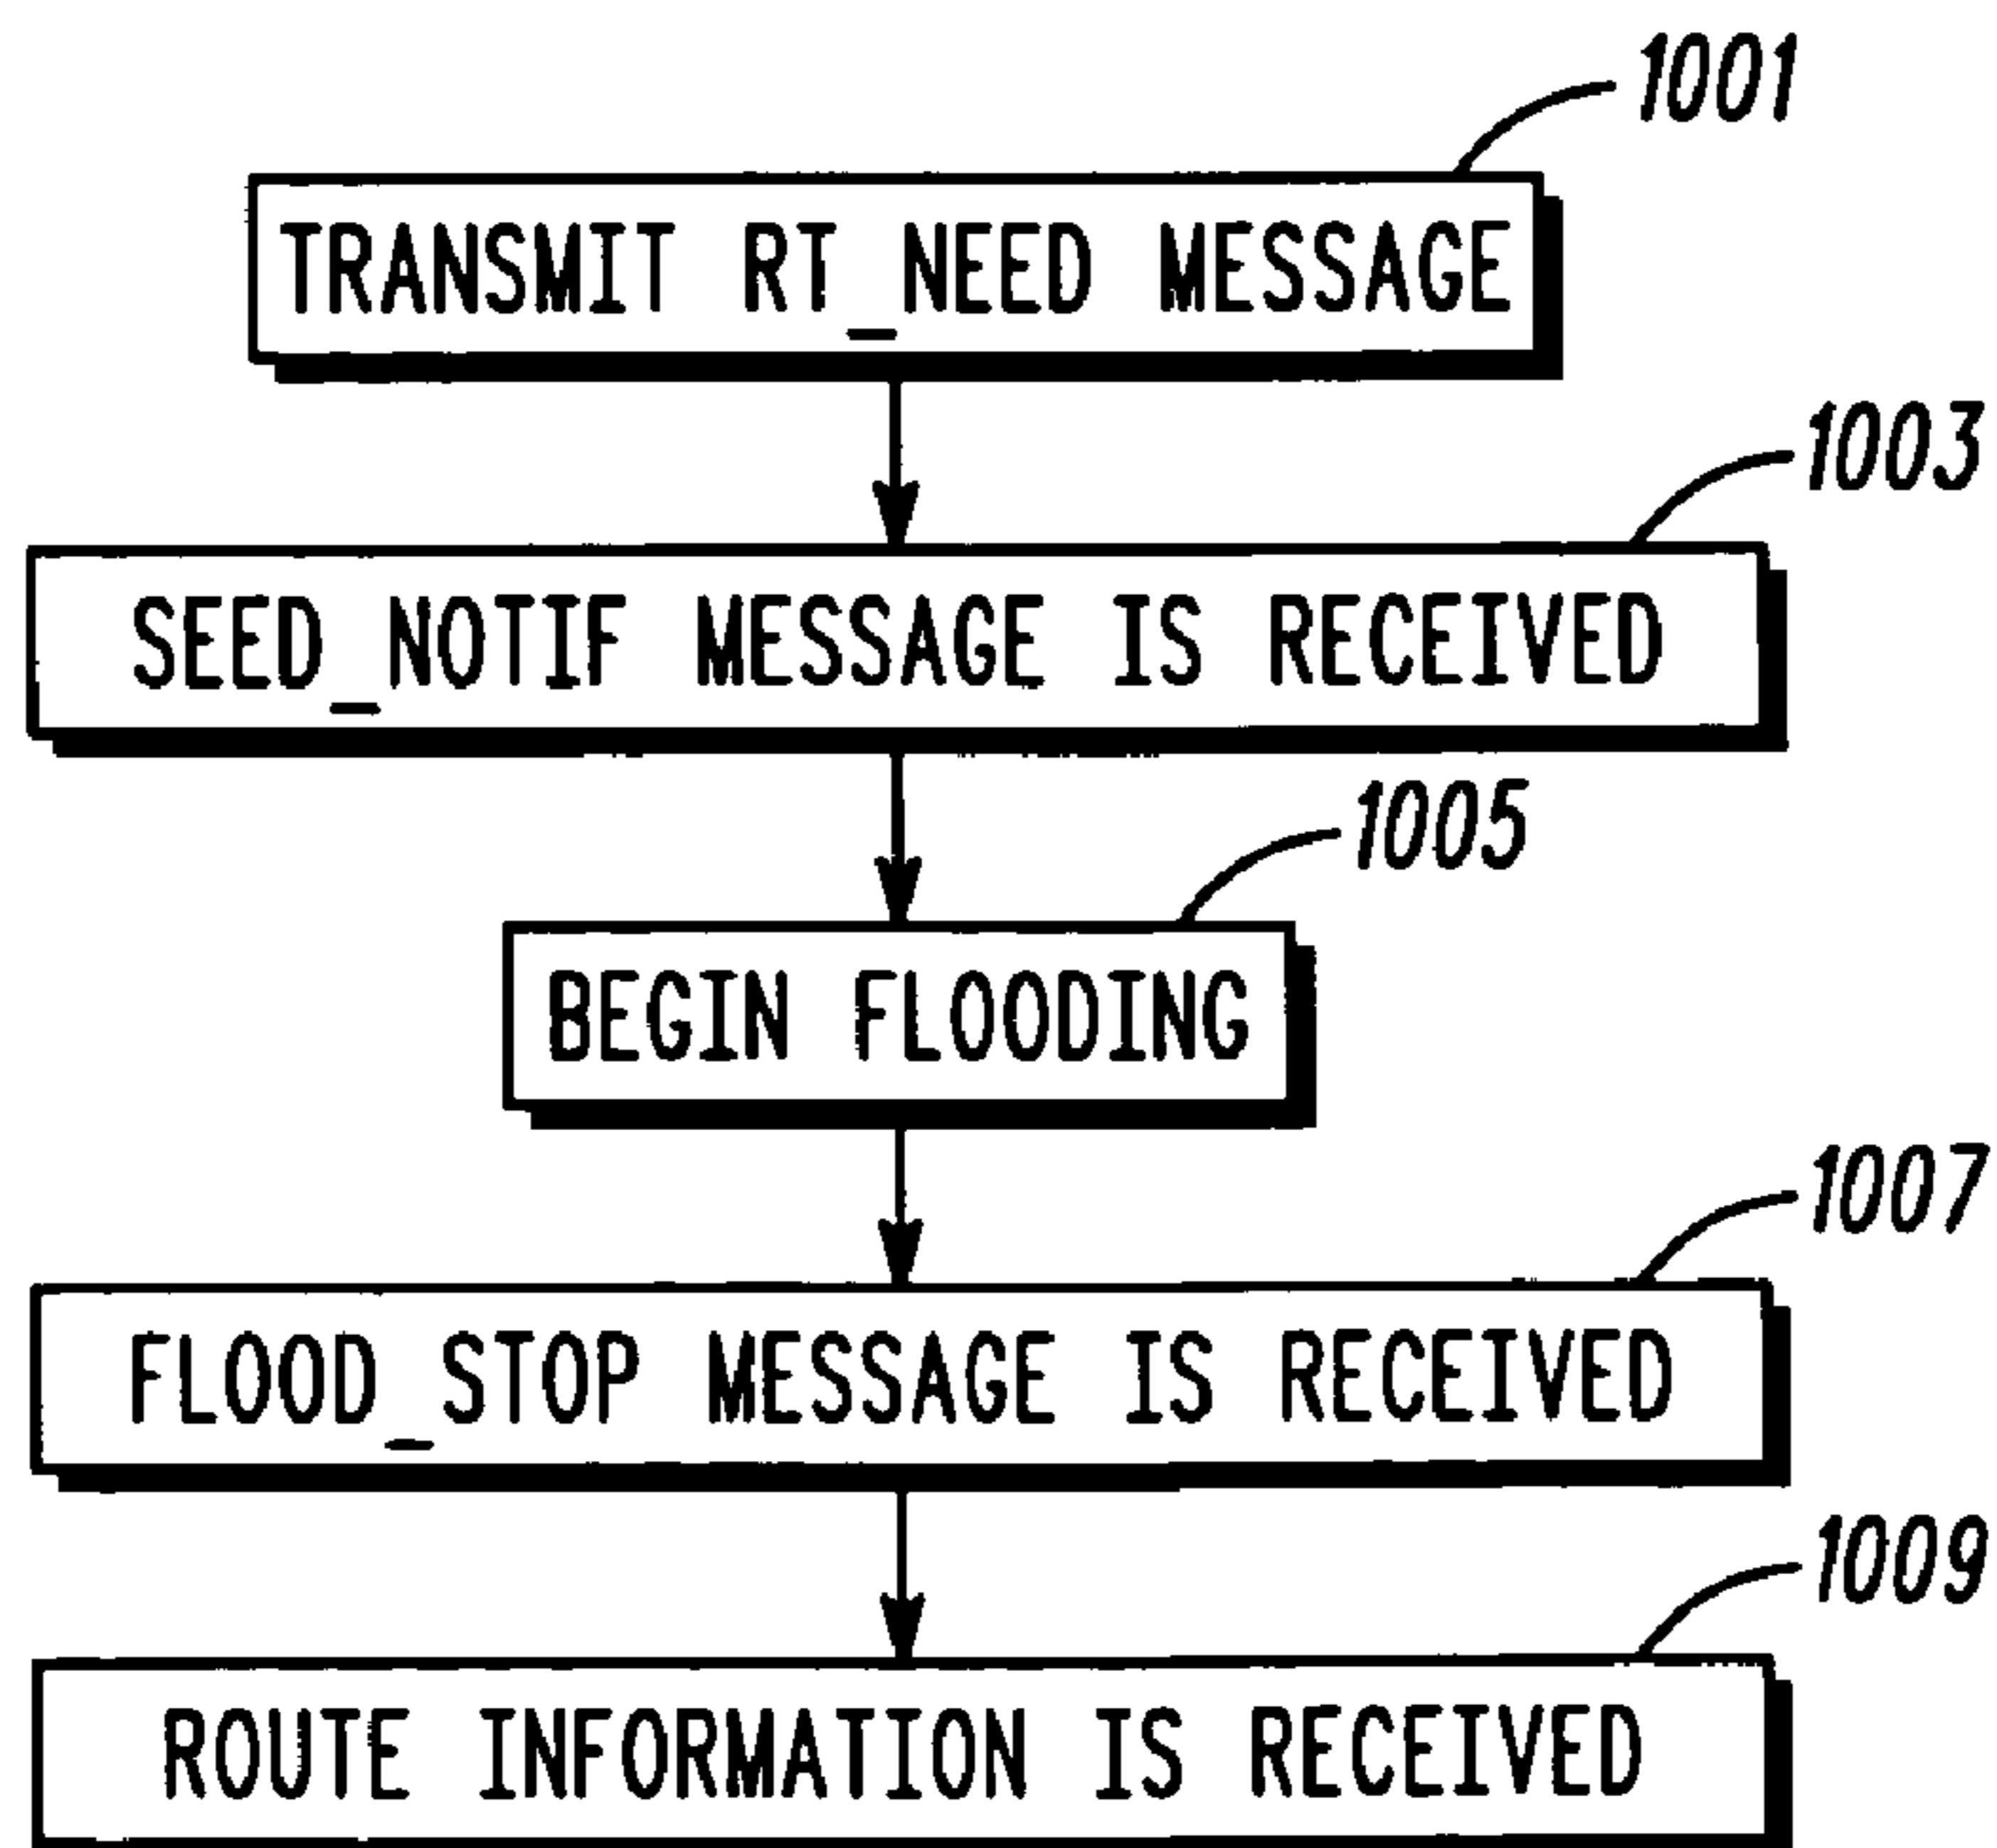 1001
TRANSMIT RT_NEED MESSAGE
1003
SEED_NOTIF MESSAGE IS RECEIVED
1005
BEGIN FLOODING
1007
FLOOD_STOP MESSAGE IS RECEIVED
1009
ROUTE INFORMATION IS RECEIVED